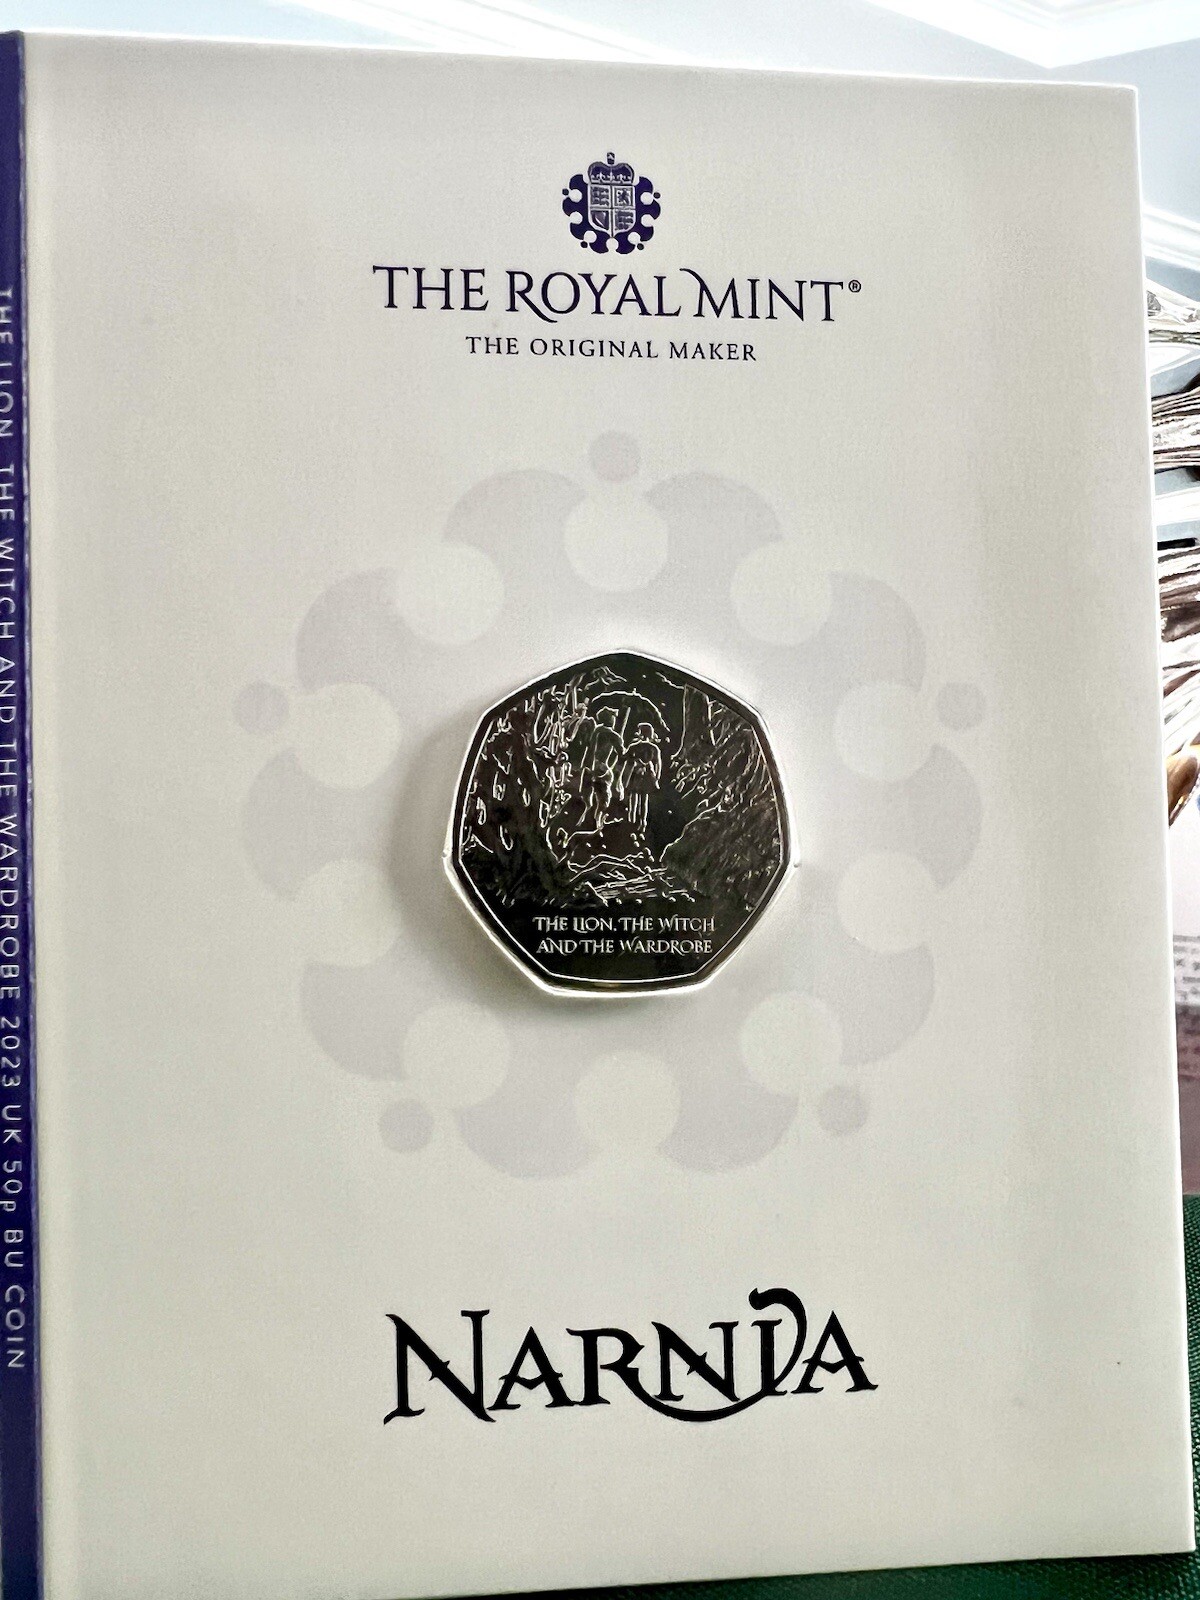 THE ROYAL MINT®
THE ORIGINAL MAKER
THE LION, THE WITCH
AND THE WARDROBE
NARNIA
THE LION THE WITCH AND THE WARDROBE 2023 UK 50p BU COIN